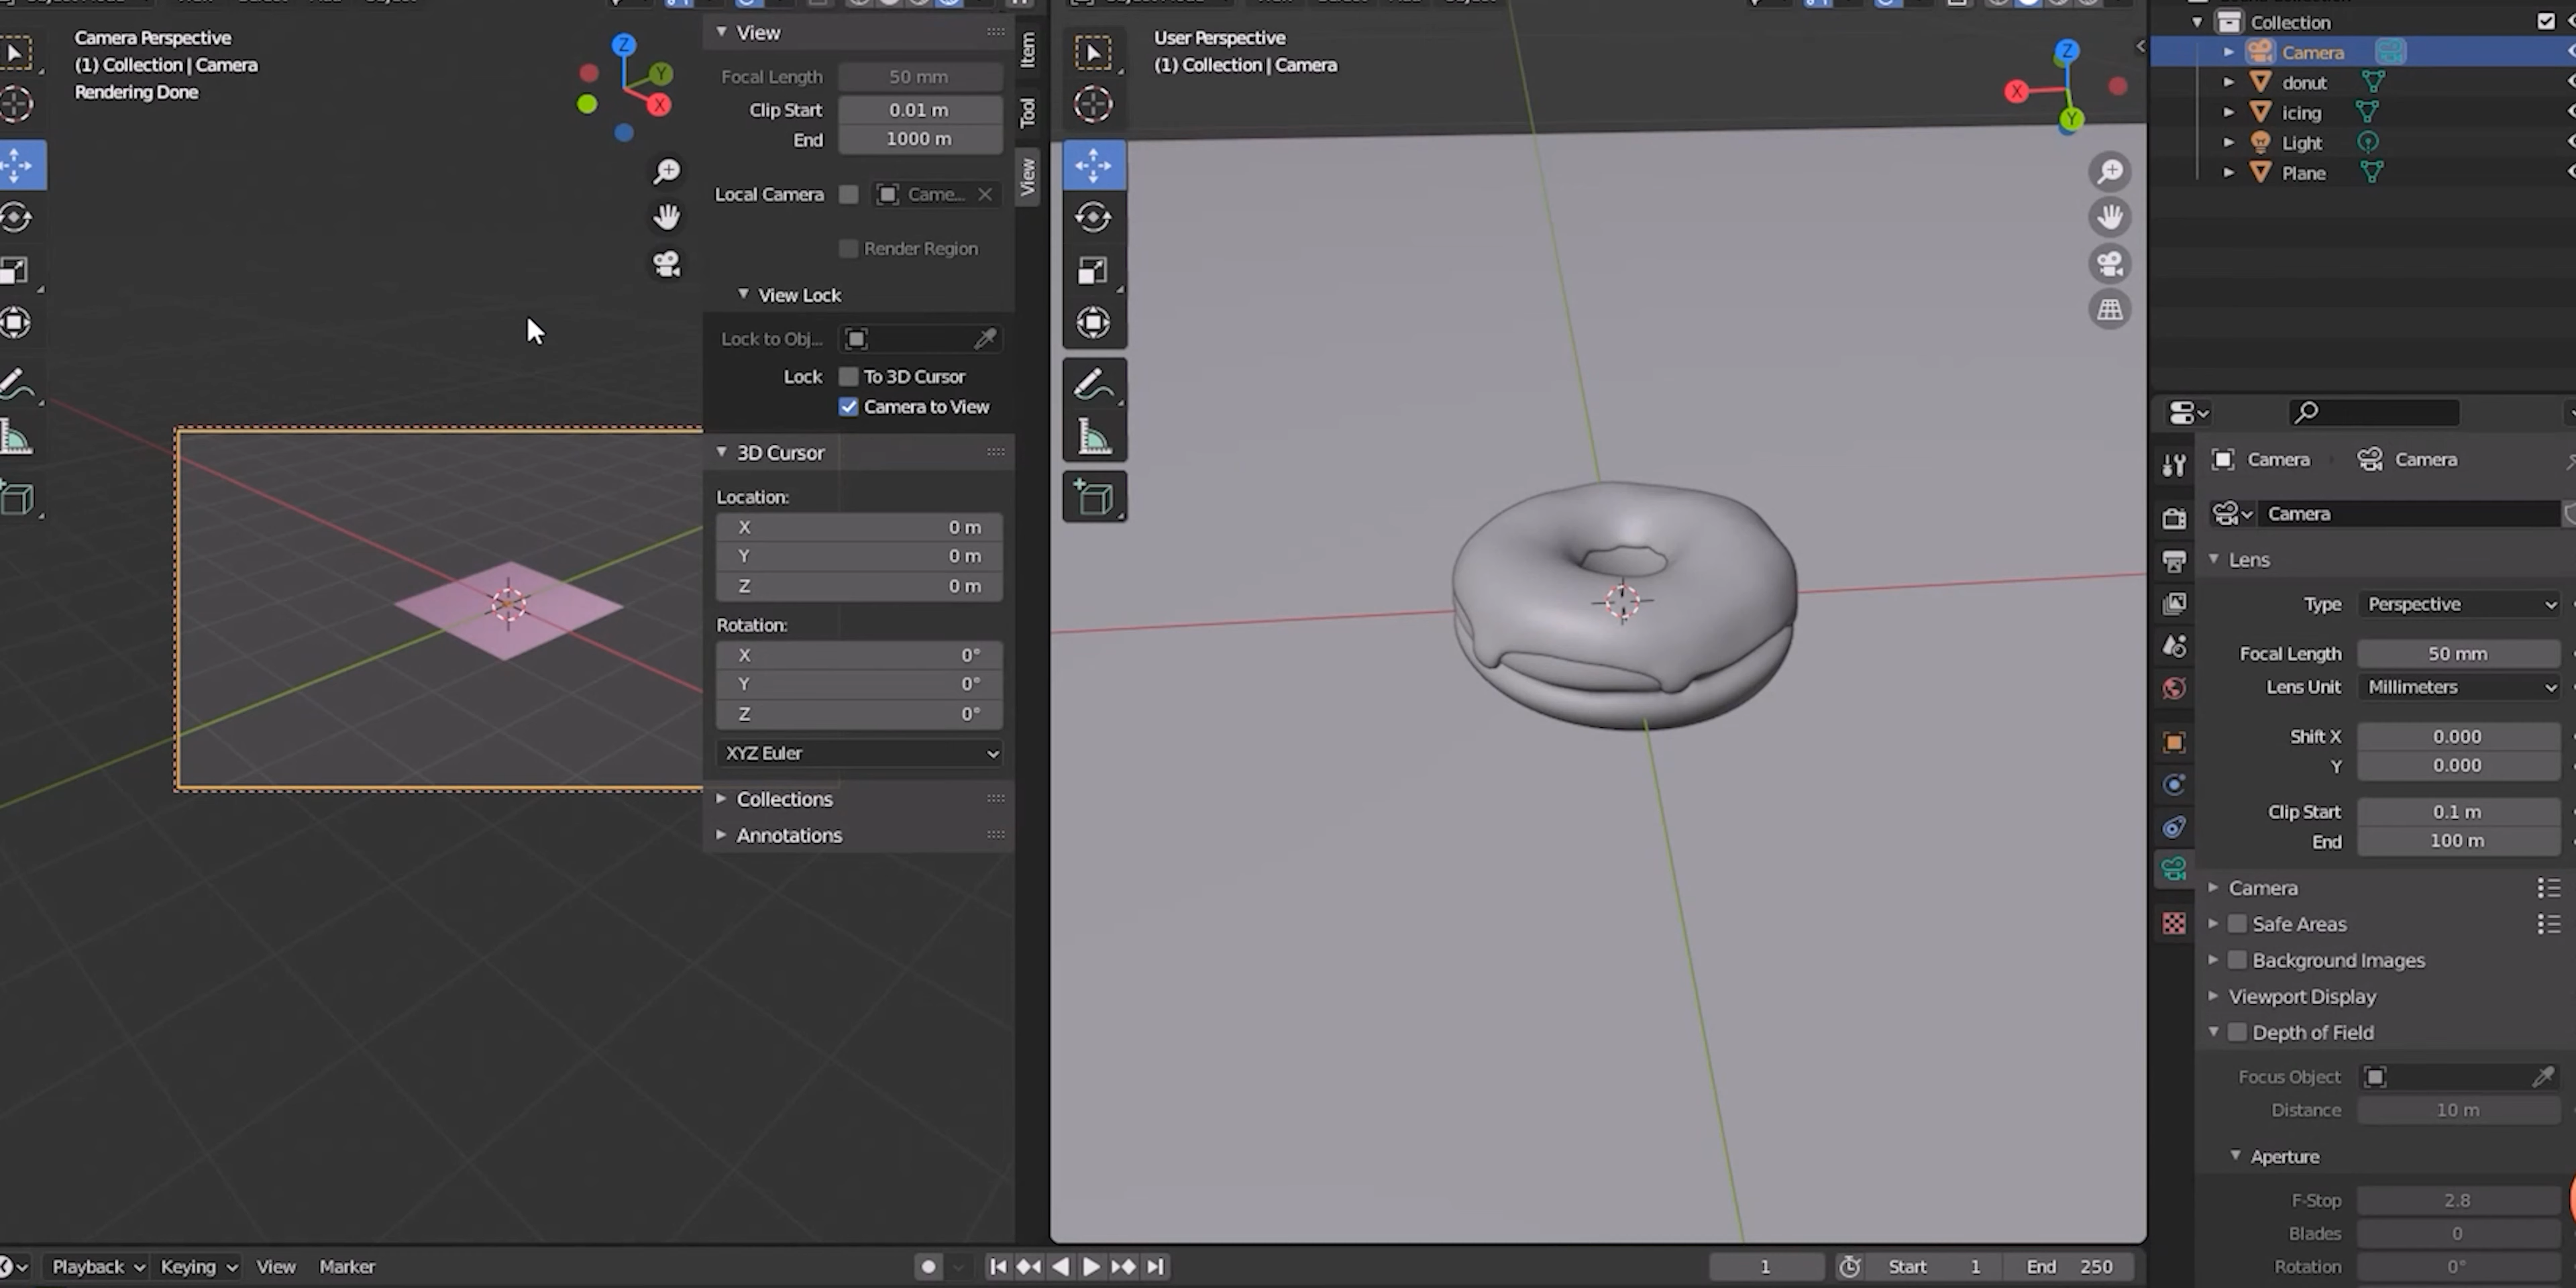 Camera Perspective
(1) Collection | Camera
Rendering Done
Z
Y
X
View
Focal Length 50 mm
Clip Start 0.01 m
End 1000 m
Local Camera Came...
Render Region
View Lock
Lock to Obj...
Lock To 3D Cursor
Camera to View
3D Cursor
Location:
X 0 m
Y 0 m
Z 0 m
Rotation:
X 0°
Y 0°
Z 0°
XYZ Euler
Collections
Annotations
Item
Tool
View
User Perspective
(1) Collection | Camera
Z
X
Y
Collection
Camera
donut
icing
Light
Plane
Camera Camera
Camera
Lens
Type Perspective
Focal Length 50 mm
Lens Unit Millimeters
Shift X 0.000
Y 0.000
Clip Start 0.1 m
End 100 m
Camera
Safe Areas
Background Images
Viewport Display
Depth of Field
Focus Object
Distance 10 m
Aperture
F-Stop 2.8
Blades 0
Rotation 0°
Playback Keying View Marker 1 Start 1 End 250